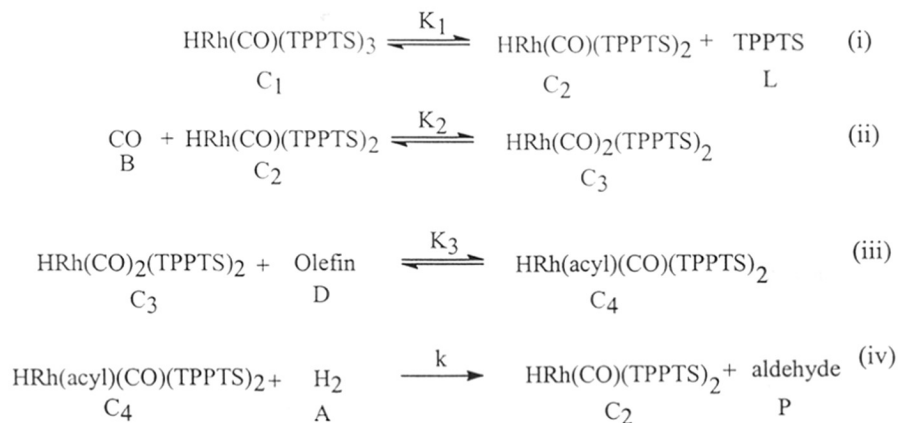 K₁
HRh(CO)(TPPTS)₃ ⇌ HRh(CO)(TPPTS)₂ + TPPTS (i)
C₁ C₂ L
K₂
CO + HRh(CO)(TPPTS)₂ ⇌ HRh(CO)₂(TPPTS)₂ (ii)
B C₂ C₃
K₃
HRh(CO)₂(TPPTS)₂ + Olefin ⇌ HRh(acyl)(CO)(TPPTS)₂ (iii)
C₃ D C₄
k
HRh(acyl)(CO)(TPPTS)₂ + H₂ → HRh(CO)(TPPTS)₂ + aldehyde (iv)
C₄ A C₂ P